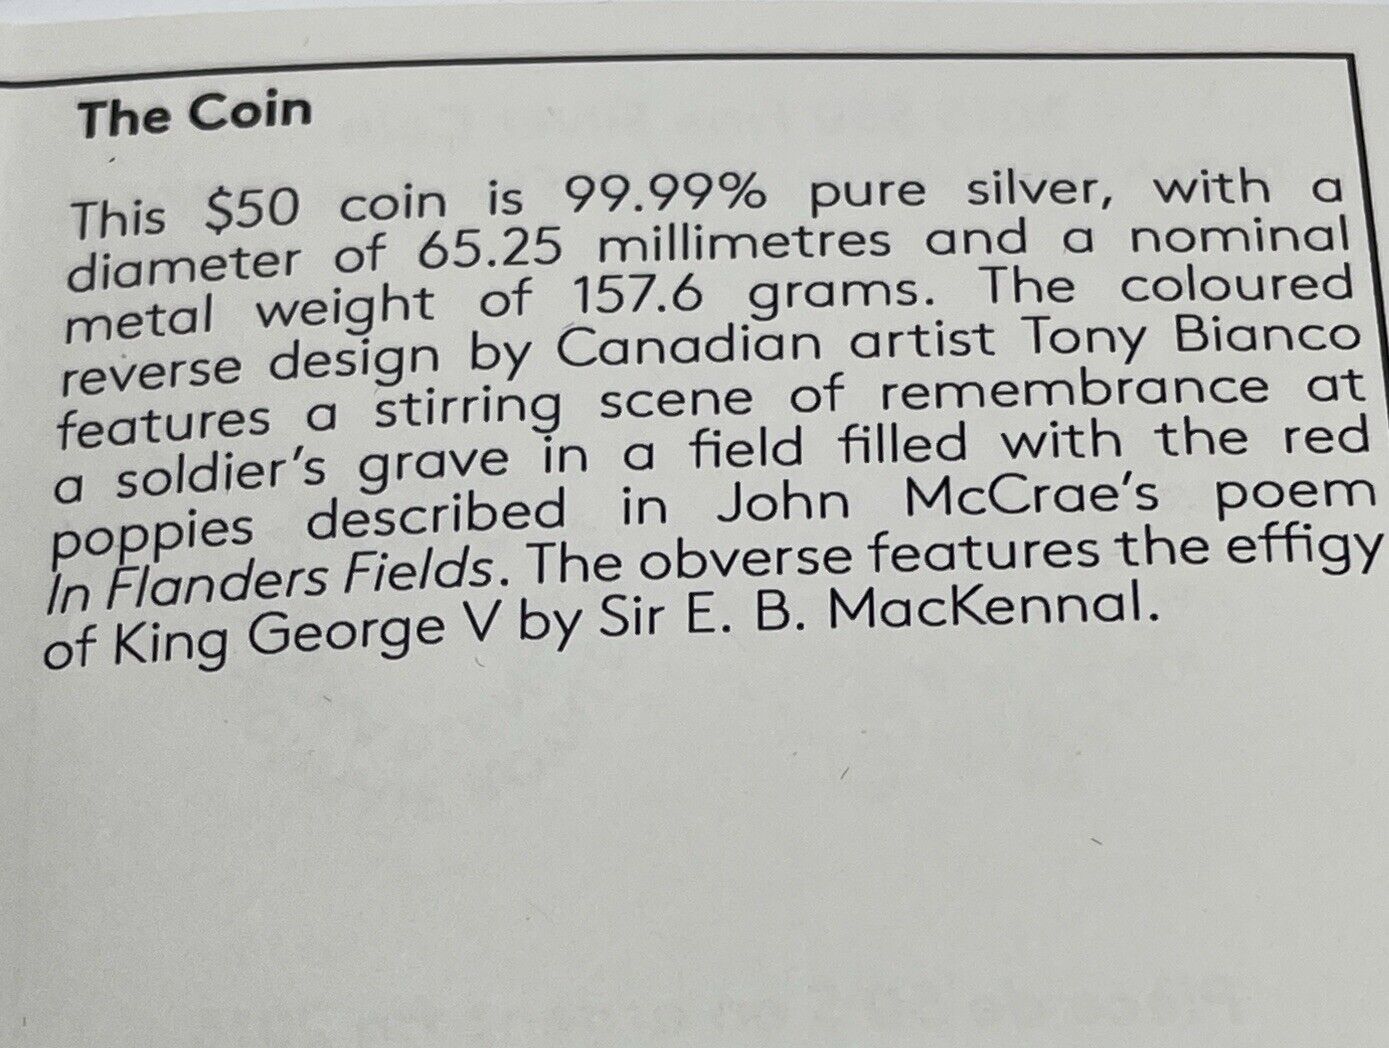 The Coin
This $50 coin is 99.99% pure silver, with a
diameter of 65.25 millimetres and a nominal
metal weight of 157.6 grams. The coloured
reverse design by Canadian artist Tony Bianco
features a stirring scene of remembrance at
a soldier's grave in a field filled with the red
poppies described in John McCrae's poem
In Flanders Fields. The obverse features the effigy
of King George V by Sir E. B. MacKennal.